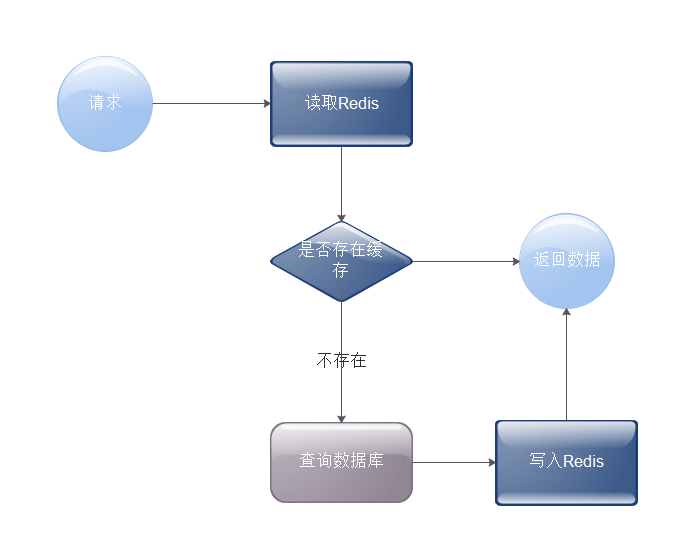 请求
读取Redis
是否存在缓
存
返回数据
不存在
查询数据库
写入Redis